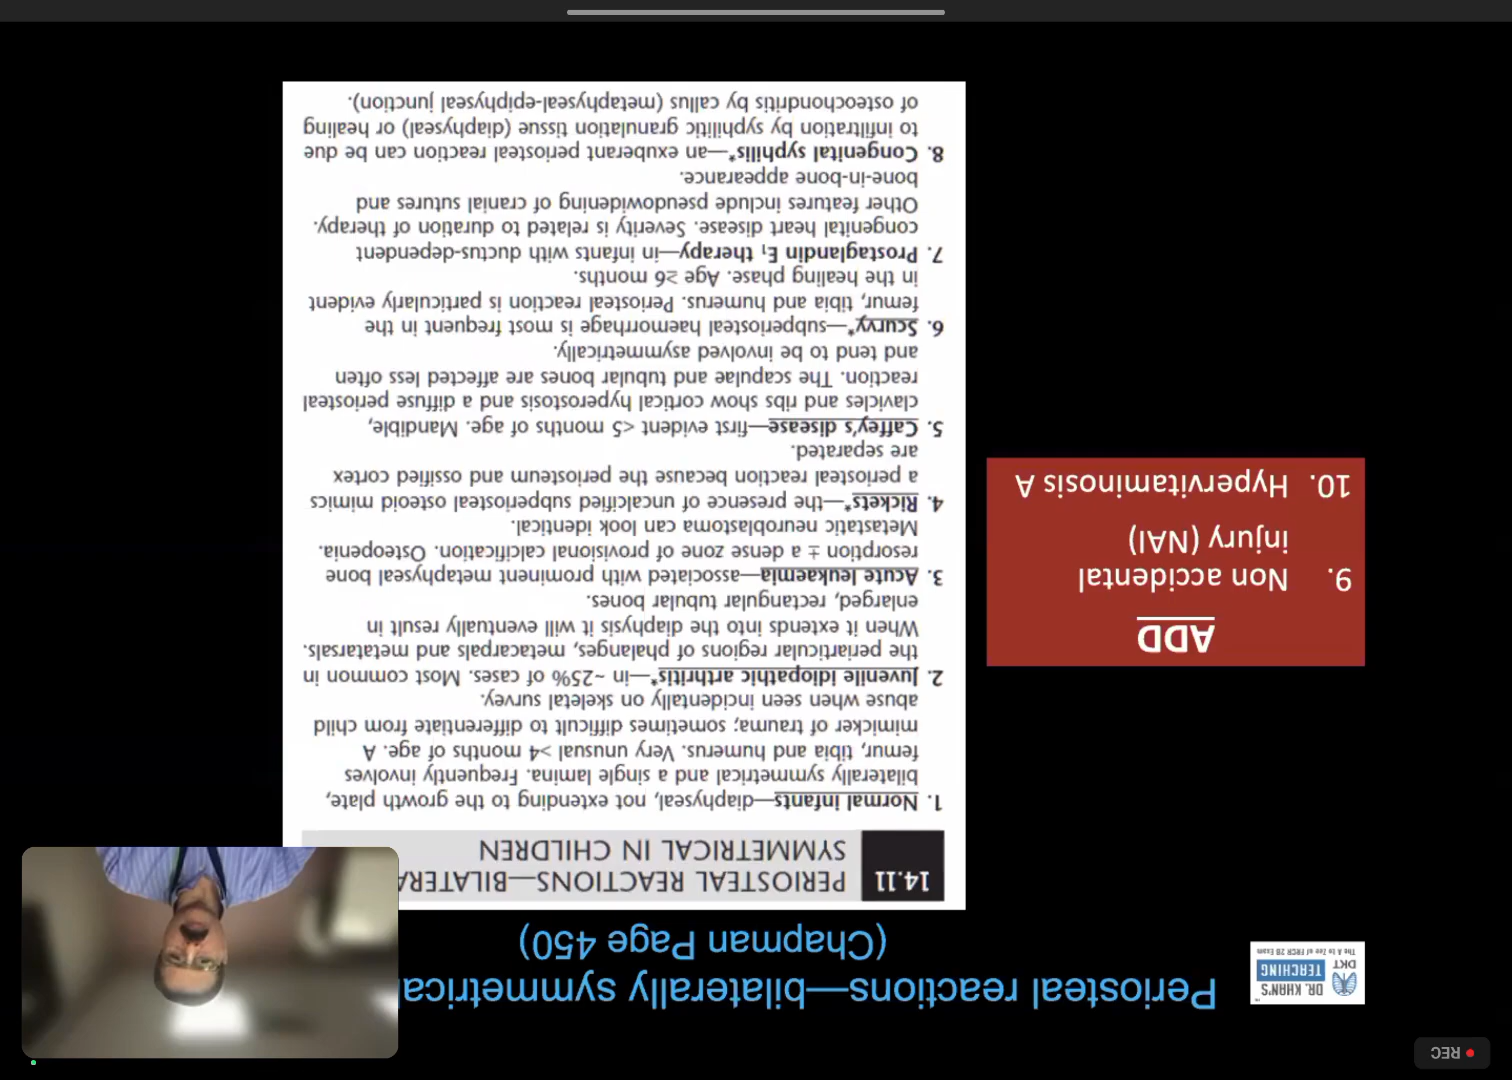 REC
DR. KHAN'S
DKT TEACHING
The A to Zee of FRCR 2B Exam
Periosteal reactions—bilaterally symmetrical
(Chapman Page 450)
14.11
PERIOSTEAL REACTIONS—BILATERA
SYMMETRICAL IN CHILDREN
1. Normal infants—diaphyseal, not extending to the growth plate,
bilaterally symmetrical and a single lamina. Frequently involves
femur, tibia and humerus. Very unusual >4 months of age. A
mimicker of trauma; sometimes difficult to differentiate from child
abuse when seen incidentally on skeletal survey.
2. Juvenile idiopathic arthritis*—in ~25% of cases. Most common in
the periarticular regions of phalanges, metacarpals and metatarsals.
When it extends into the diaphysis it will eventually result in
enlarged, rectangular tubular bones.
3. Acute leukaemia—associated with prominent metaphyseal bone
resorption ± a dense zone of provisional calcification. Osteopenia.
Metastatic neuroblastoma can look identical.
4. Rickets*—the presence of uncalcified subperiosteal osteoid mimics
a periosteal reaction because the periosteum and ossified cortex
are separated.
5. Caffey's disease—first evident <5 months of age. Mandible,
clavicles and ribs show cortical hyperostosis and a diffuse periosteal
reaction. The scapulae and tubular bones are affected less often
and tend to be involved asymmetrically.
6. Scurvy*—subperiosteal haemorrhage is most frequent in the
femur, tibia and humerus. Periosteal reaction is particularly evident
in the healing phase. Age ≥6 months.
7. Prostaglandin E₁ therapy—in infants with ductus-dependent
congenital heart disease. Severity is related to duration of therapy.
Other features include pseudowidening of cranial sutures and
bone-in-bone appearance.
8. Congenital syphilis*—an exuberant periosteal reaction can be due
to infiltration by syphilitic granulation tissue (diaphyseal) or healing
of osteochondritis by callus (metaphyseal-epiphyseal junction).
ADD
9. Non accidental
injury (NAI)
10. Hypervitaminosis A